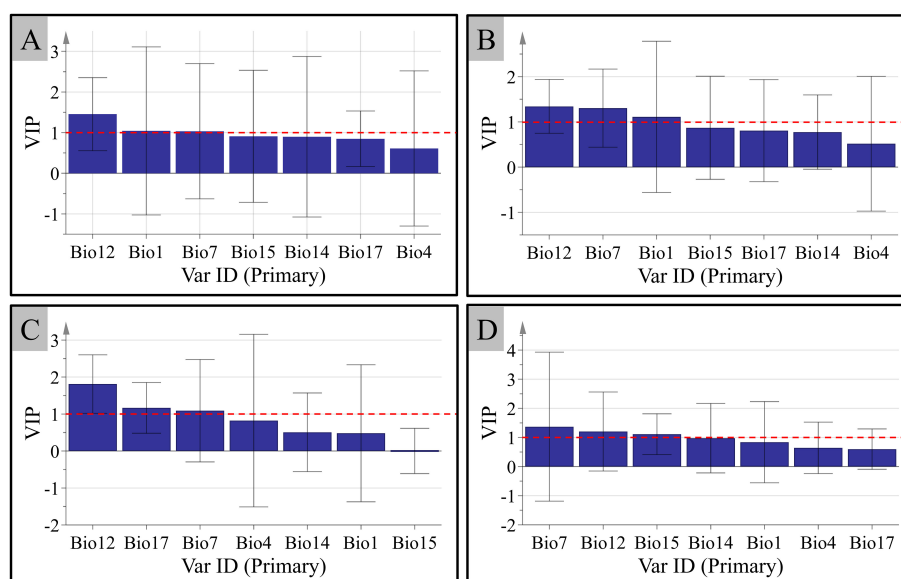 A
VIP
3
2
1
0
-1
Bio12 Bio1 Bio7 Bio15 Bio14 Bio17 Bio4
Var ID (Primary)
B
VIP
2
1
0
-1
Bio12 Bio7 Bio1 Bio15 Bio17 Bio14 Bio4
Var ID (Primary)
C
VIP
3
2
1
0
-1
-2
Bio12 Bio17 Bio7 Bio4 Bio14 Bio1 Bio15
Var ID (Primary)
D
VIP
4
3
2
1
0
-1
-2
Bio7 Bio12 Bio15 Bio14 Bio1 Bio4 Bio17
Var ID (Primary)